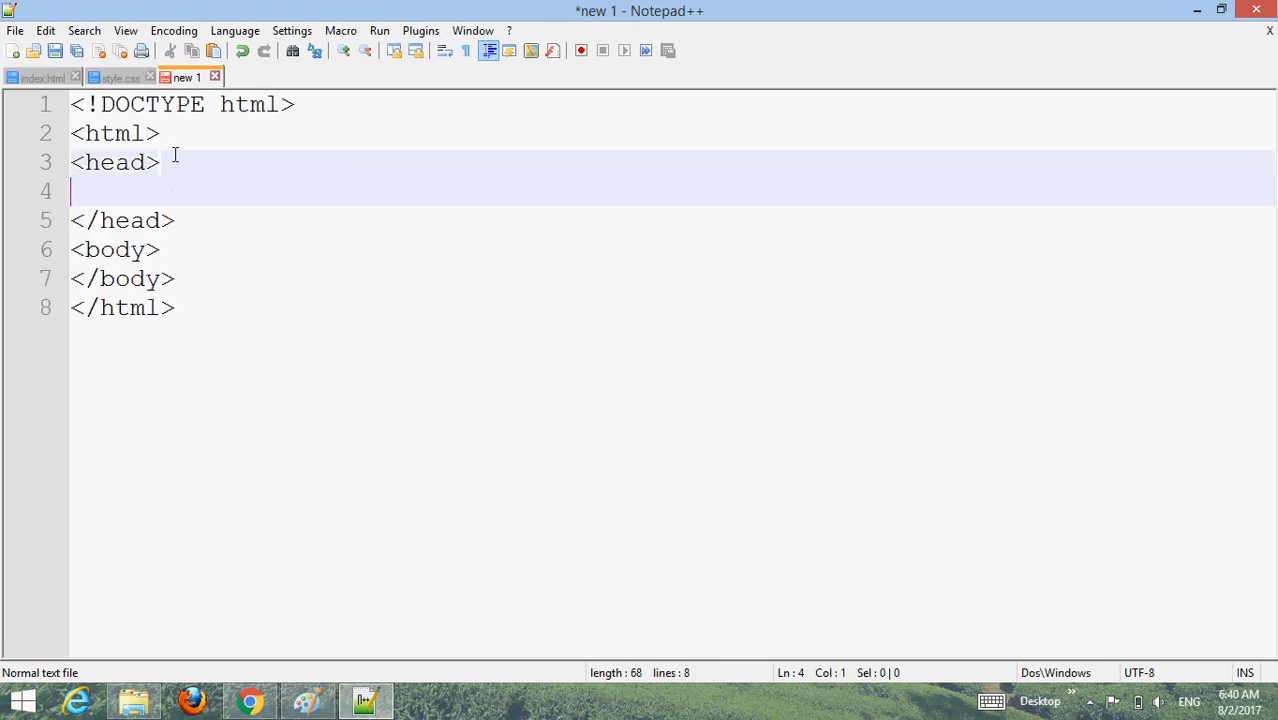 *new 1 - Notepad++
File Edit Search View Encoding Language Settings Macro Run Plugins Window ? X
index.html style.css new 1
1 <!DOCTYPE html>
2 <html>
3 <head>
4
5 </head>
6 <body>
7 </body>
8 </html>
Normal text file length : 68 lines : 8 Ln : 4 Col : 1 Sel : 0 | 0 Dos\Windows UTF-8 INS
Desktop ENG 6:40 AM
8/2/2017